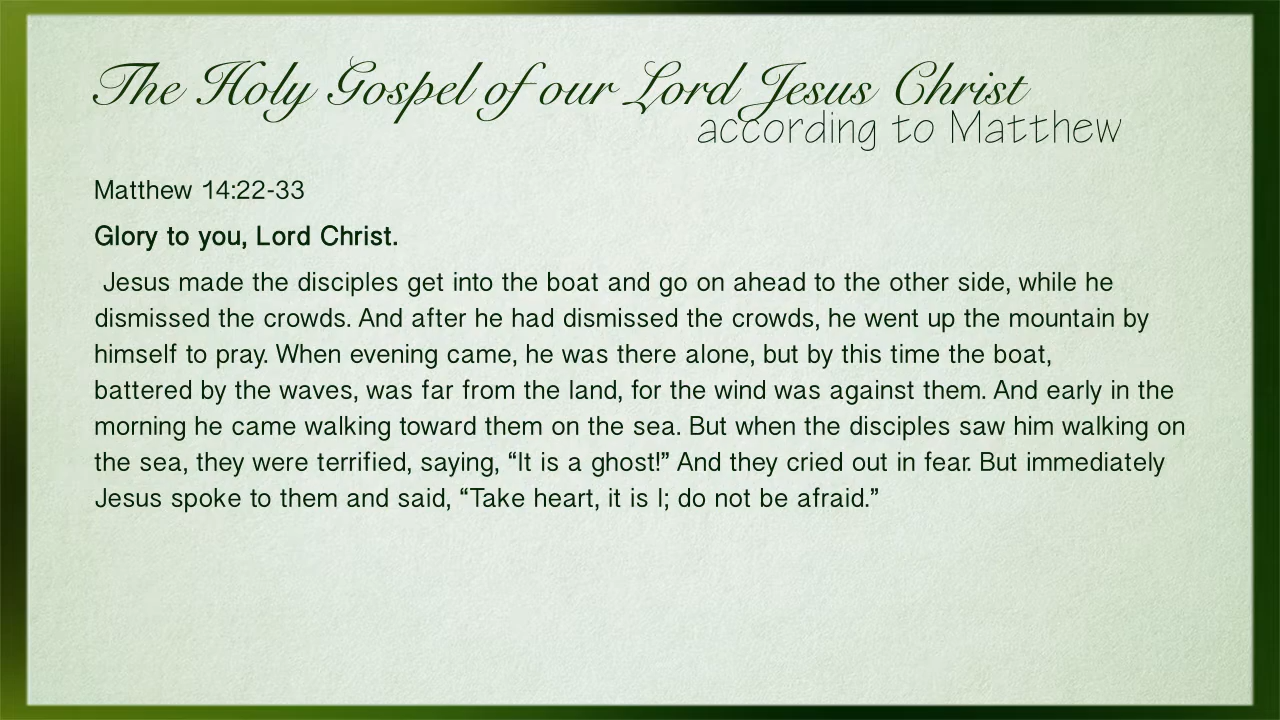 The Holy Gospel of our Lord Jesus Christ
according to Matthew
Matthew 14:22-33
Glory to you, Lord Christ.
Jesus made the disciples get into the boat and go on ahead to the other side, while he
dismissed the crowds. And after he had dismissed the crowds, he went up the mountain by
himself to pray. When evening came, he was there alone, but by this time the boat,
battered by the waves, was far from the land, for the wind was against them. And early in the
morning he came walking toward them on the sea. But when the disciples saw him walking on
the sea, they were terrified, saying, “It is a ghost!” And they cried out in fear. But immediately
Jesus spoke to them and said, “Take heart, it is I; do not be afraid.”